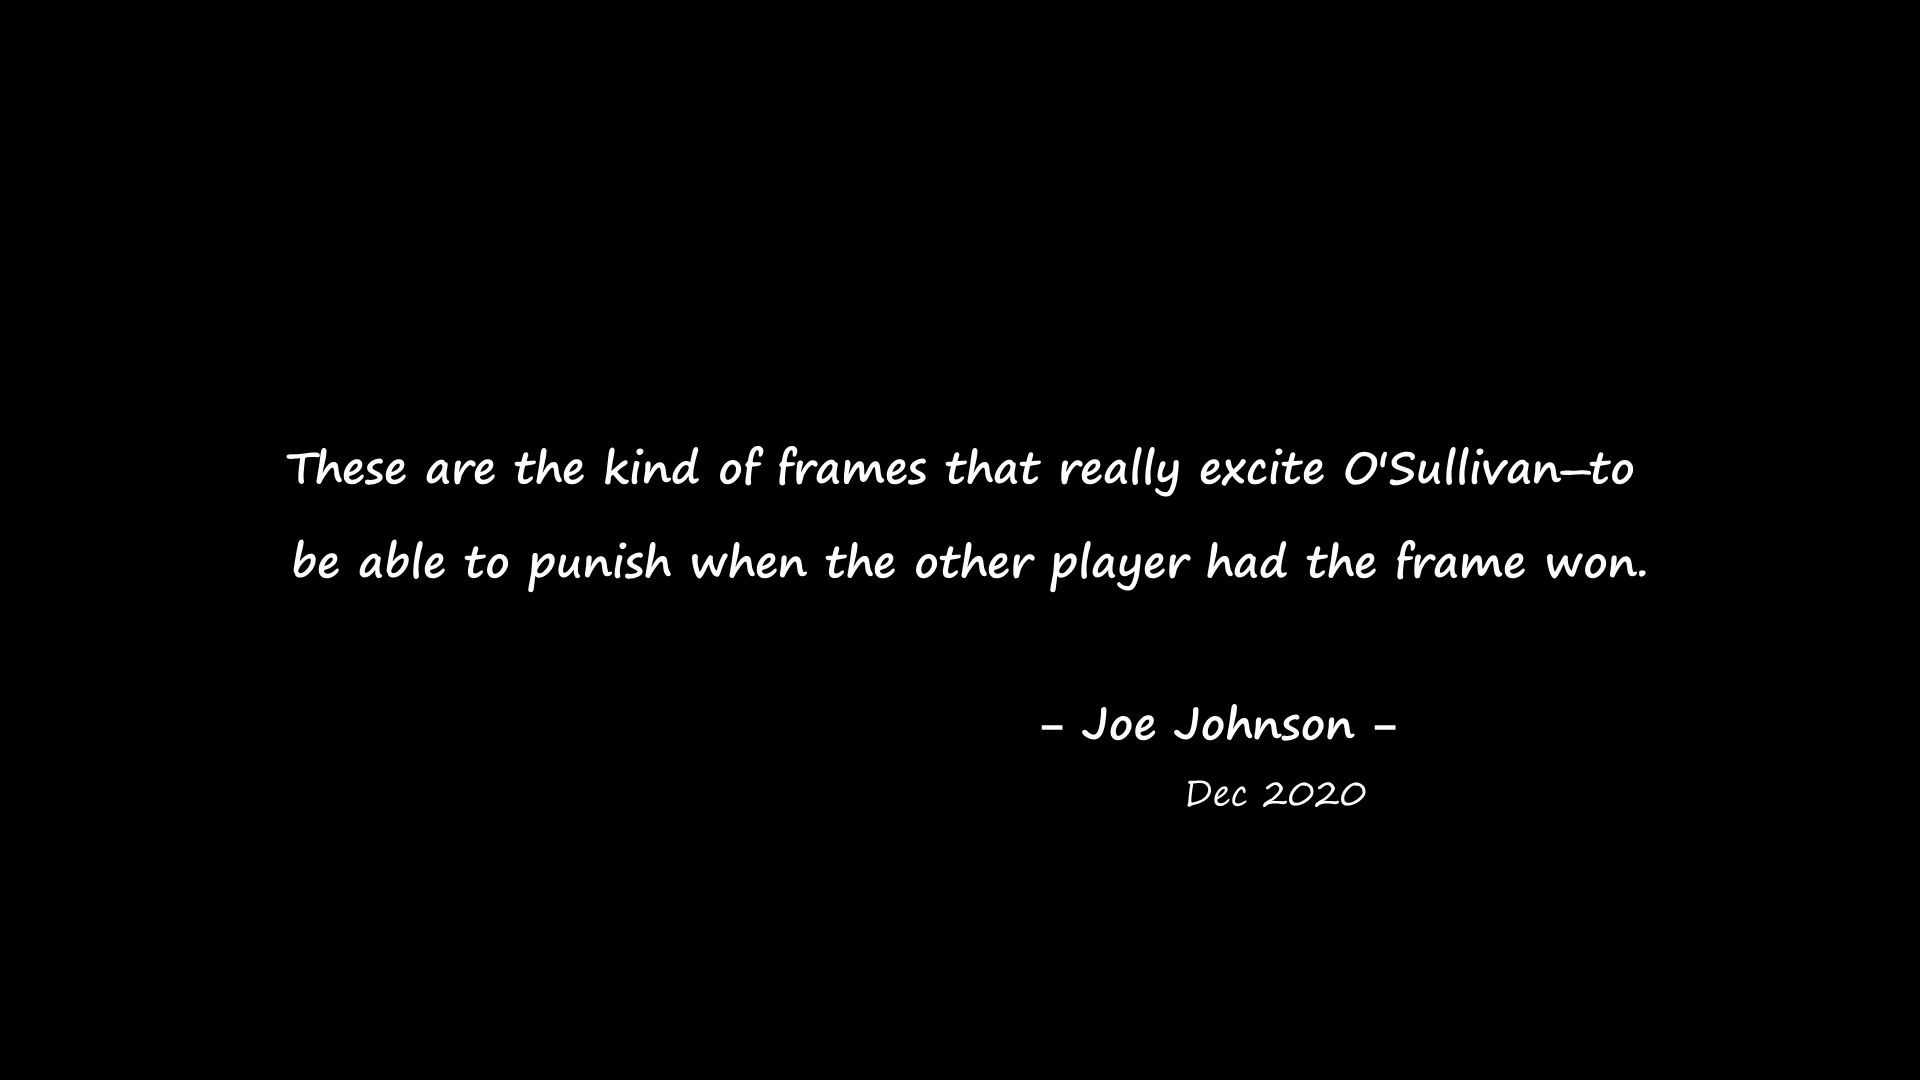 These are the kind of frames that really excite O'Sullivan—to
be able to punish when the other player had the frame won.
– Joe Johnson –
Dec 2020